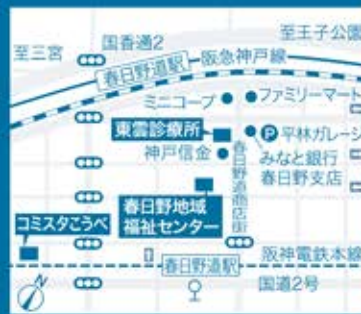 国香通2
至王子公園
至三宮
春日野道駅
阪急神戸線
ミニコープ
ファミリーマート
東雲診療所
P 平林ガレージ
神戸信金
みなと銀行
春日野支店
春日野道商店街
春日野地域
福祉センター
コミスタこうべ
阪神電鉄本線
春日野道駅
国道2号
N